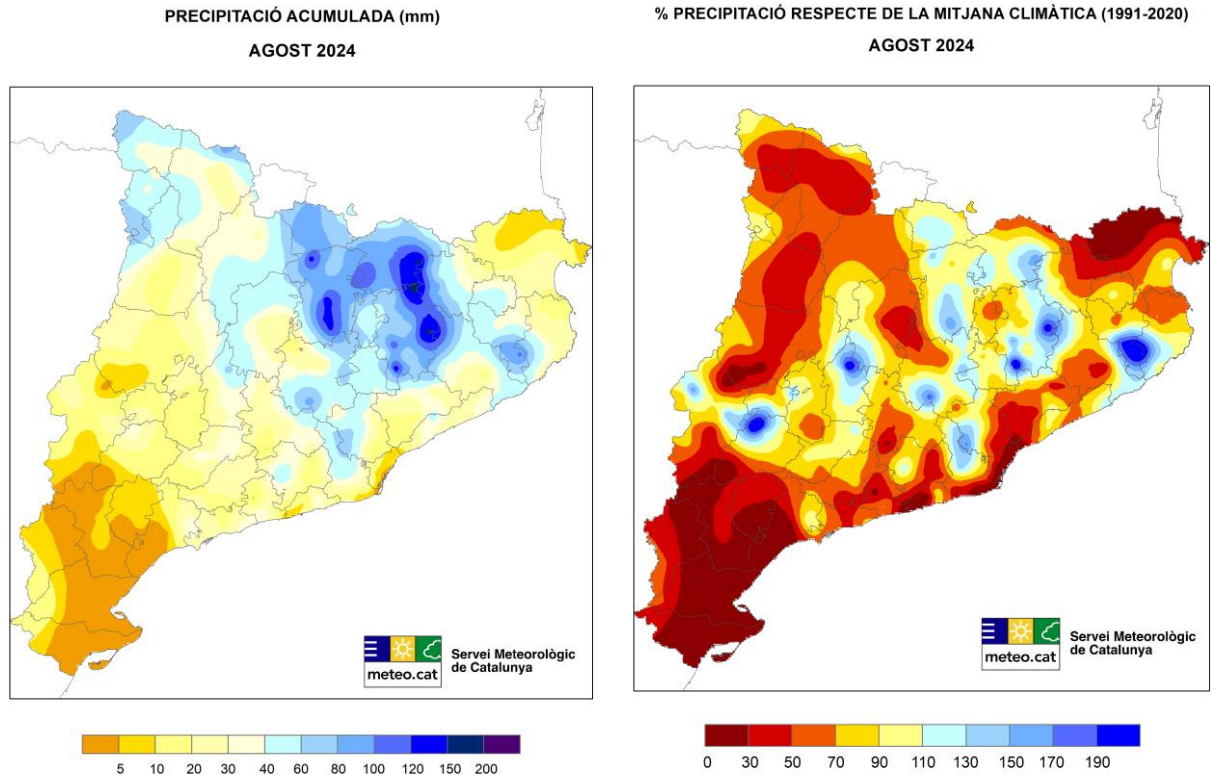 PRECIPITACIÓ ACUMULADA (mm)
AGOST 2024
% PRECIPITACIÓ RESPECTE DE LA MITJANA CLIMÀTICA (1991-2020)
AGOST 2024
meteo.cat
Servei Meteorològic
de Catalunya
meteo.cat
Servei Meteorològic
de Catalunya
5 10 20 30 40 60 80 100 120 150 200
0 30 50 70 90 110 130 150 170 190